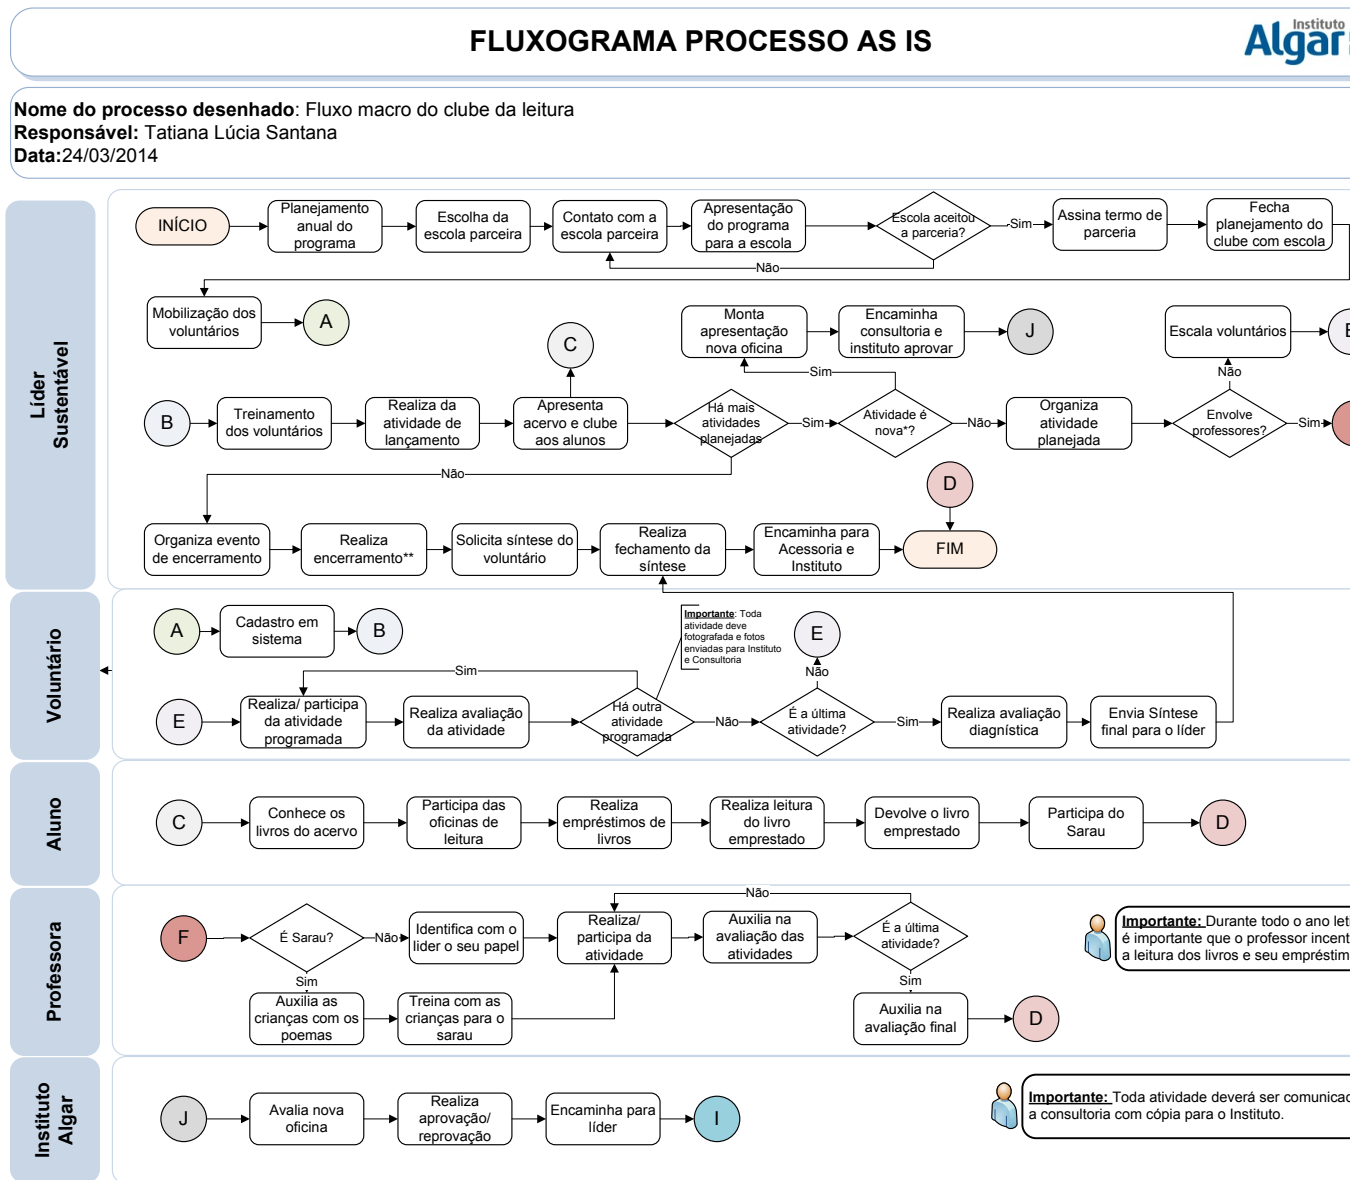 FLUXOGRAMA PROCESSO AS IS
Instituto
Algar
Nome do processo desenhado: Fluxo macro do clube da leitura
Responsável: Tatiana Lúcia Santana
Data:24/03/2014
Líder
Sustentável
INÍCIO
Planejamento
anual do
programa
Escolha da
escola parceira
Contato com a
escola parceira
Apresentação
do programa
para a escola
Escola aceitou
a parceria?
Sim
Não
Assina termo de
parceria
Fecha
planejamento do
clube com escola
Mobilização dos
voluntários
A
C
Monta
apresentação
nova oficina
Encaminha
consultoria e
instituto aprovar
J
Escala voluntários
E
Sim
Não
B
Treinamento
dos voluntários
Realiza da
atividade de
lançamento
Apresenta
acervo e clube
aos alunos
Há mais
atividades
planejadas
Sim
Atividade é
nova*?
Não
Organiza
atividade
planejada
Envolve
professores?
Sim
Não
D
Organiza evento
de encerramento
Realiza
encerramento**
Solicita síntese do
voluntário
Realiza
fechamento da
síntese
Encaminha para
Acessoria e
Instituto
FIM
Voluntário
A
Cadastro em
sistema
B
Importante: Toda
atividade deve
fotografada e fotos
enviadas para Instituto
e Consultoria
E
Não
Sim
E
Realiza/ participa
da atividade
programada
Realiza avaliação
da atividade
Há outra
atividade
programada
Não
É a última
atividade?
Sim
Realiza avaliação
diagnóstica
Envia Síntese
final para o líder
Aluno
C
Conhece os
livros do acervo
Participa das
oficinas de
leitura
Realiza
empréstimos de
livros
Realiza leitura
do livro
emprestado
Devolve o livro
emprestado
Participa do
Sarau
D
Professora
Não
F
É Sarau?
Não
Identifica com o
lider o seu papel
Realiza/
participa da
atividade
Auxilia na
avaliação das
atividades
É a última
atividade?
Importante: Durante todo o ano let
é importante que o professor incent
a leitura dos livros e seu empréstim
Sim
Sim
Auxilia as
crianças com os
poemas
Treina com as
crianças para o
sarau
Auxilia na
avaliação final
D
Instituto
Algar
J
Avalia nova
oficina
Realiza
aprovação/
reprovação
Encaminha para
líder
I
Importante: Toda atividade deverá ser comunicad
a consultoria com cópia para o Instituto.